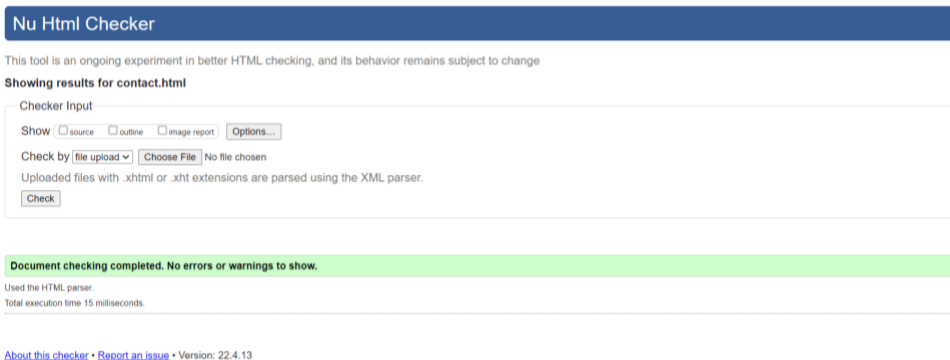 Nu Html Checker
This tool is an ongoing experiment in better HTML checking, and its behavior remains subject to change
Showing results for contact.html
Checker Input
Show source outline image report Options...
Check by file upload Choose File No file chosen
Uploaded files with .xhtml or .xht extensions are parsed using the XML parser.
Check
Document checking completed. No errors or warnings to show.
Used the HTML parser.
Total execution time 15 milliseconds.
About this checker • Report an issue • Version: 22.4.13